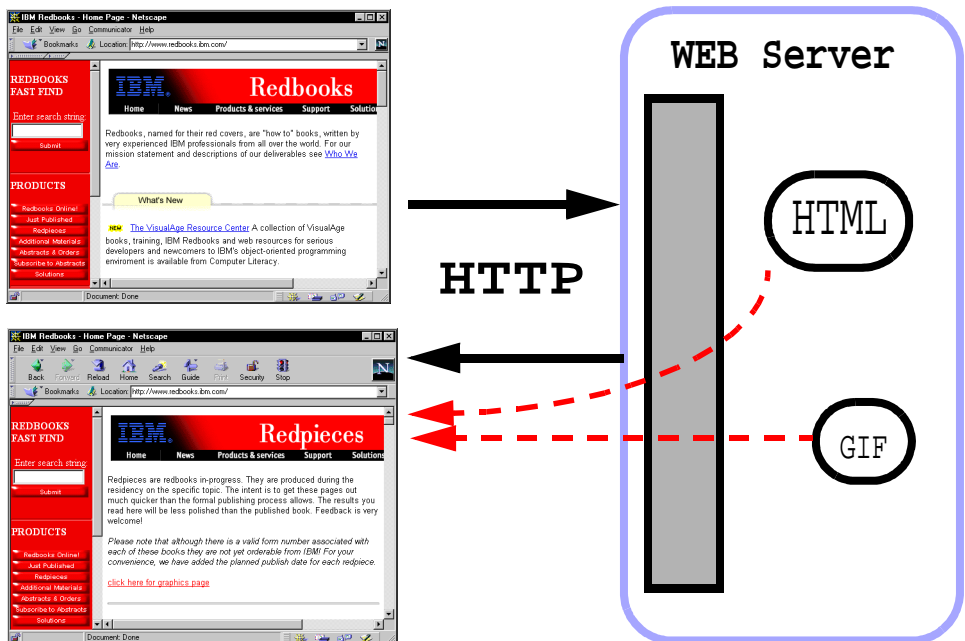 IBM Redbooks - Home Page - Netscape
File Edit View Go Communicator Help
Bookmarks Location: http://www.redbooks.ibm.com/
N
REDBOOKS
FAST FIND
Enter search string:
Submit
PRODUCTS
Redbooks Online!
Just Published
Redpieces
Additional Materials
Abstracts & Orders
Subscribe to Abstracts
Solutions
IBM. Redbooks
Home News Products & services Support Solution
Redbooks, named for their red covers, are "how to" books, written by
very experienced IBM professionals from all over the world. For our
mission statement and descriptions of our deliverables see Who We
Are.
What's New
NEW The VisualAge Resource Center A collection of VisualAge
books, training, IBM Redbooks and web resources for serious
developers and newcomers to IBM's object-oriented programming
enviroment is available from Computer Literacy.
Document: Done
HTTP
WEB Server
HTML
GIF
IBM Redbooks - Home Page - Netscape
File Edit View Go Communicator Help
Back Forward Reload Home Search Guide Print Security Stop
N
Bookmarks Location: http://www.redbooks.ibm.com/
REDBOOKS
FAST FIND
Enter search string:
Submit
PRODUCTS
Redbooks Online!
Just Published
Redpieces
Additional Materials
Abstracts & Orders
Subscribe to Abstracts
Solutions
IBM. Redpieces
Home News Products & services Support Solutions
Redpieces are redbooks in-progress. They are produced during the
residency on the specific topic. The intent is to get these pages out
much quicker than the formal publishing process allows. The results you
read here will be less polished than the published book. Feedback is very
welcome!
Please note that although there is a valid form number associated with
each of these books they are not yet orderable from IBM! For your
convenience, we have added the planned publish date for each redpiece.
click here for graphics page
Document: Done